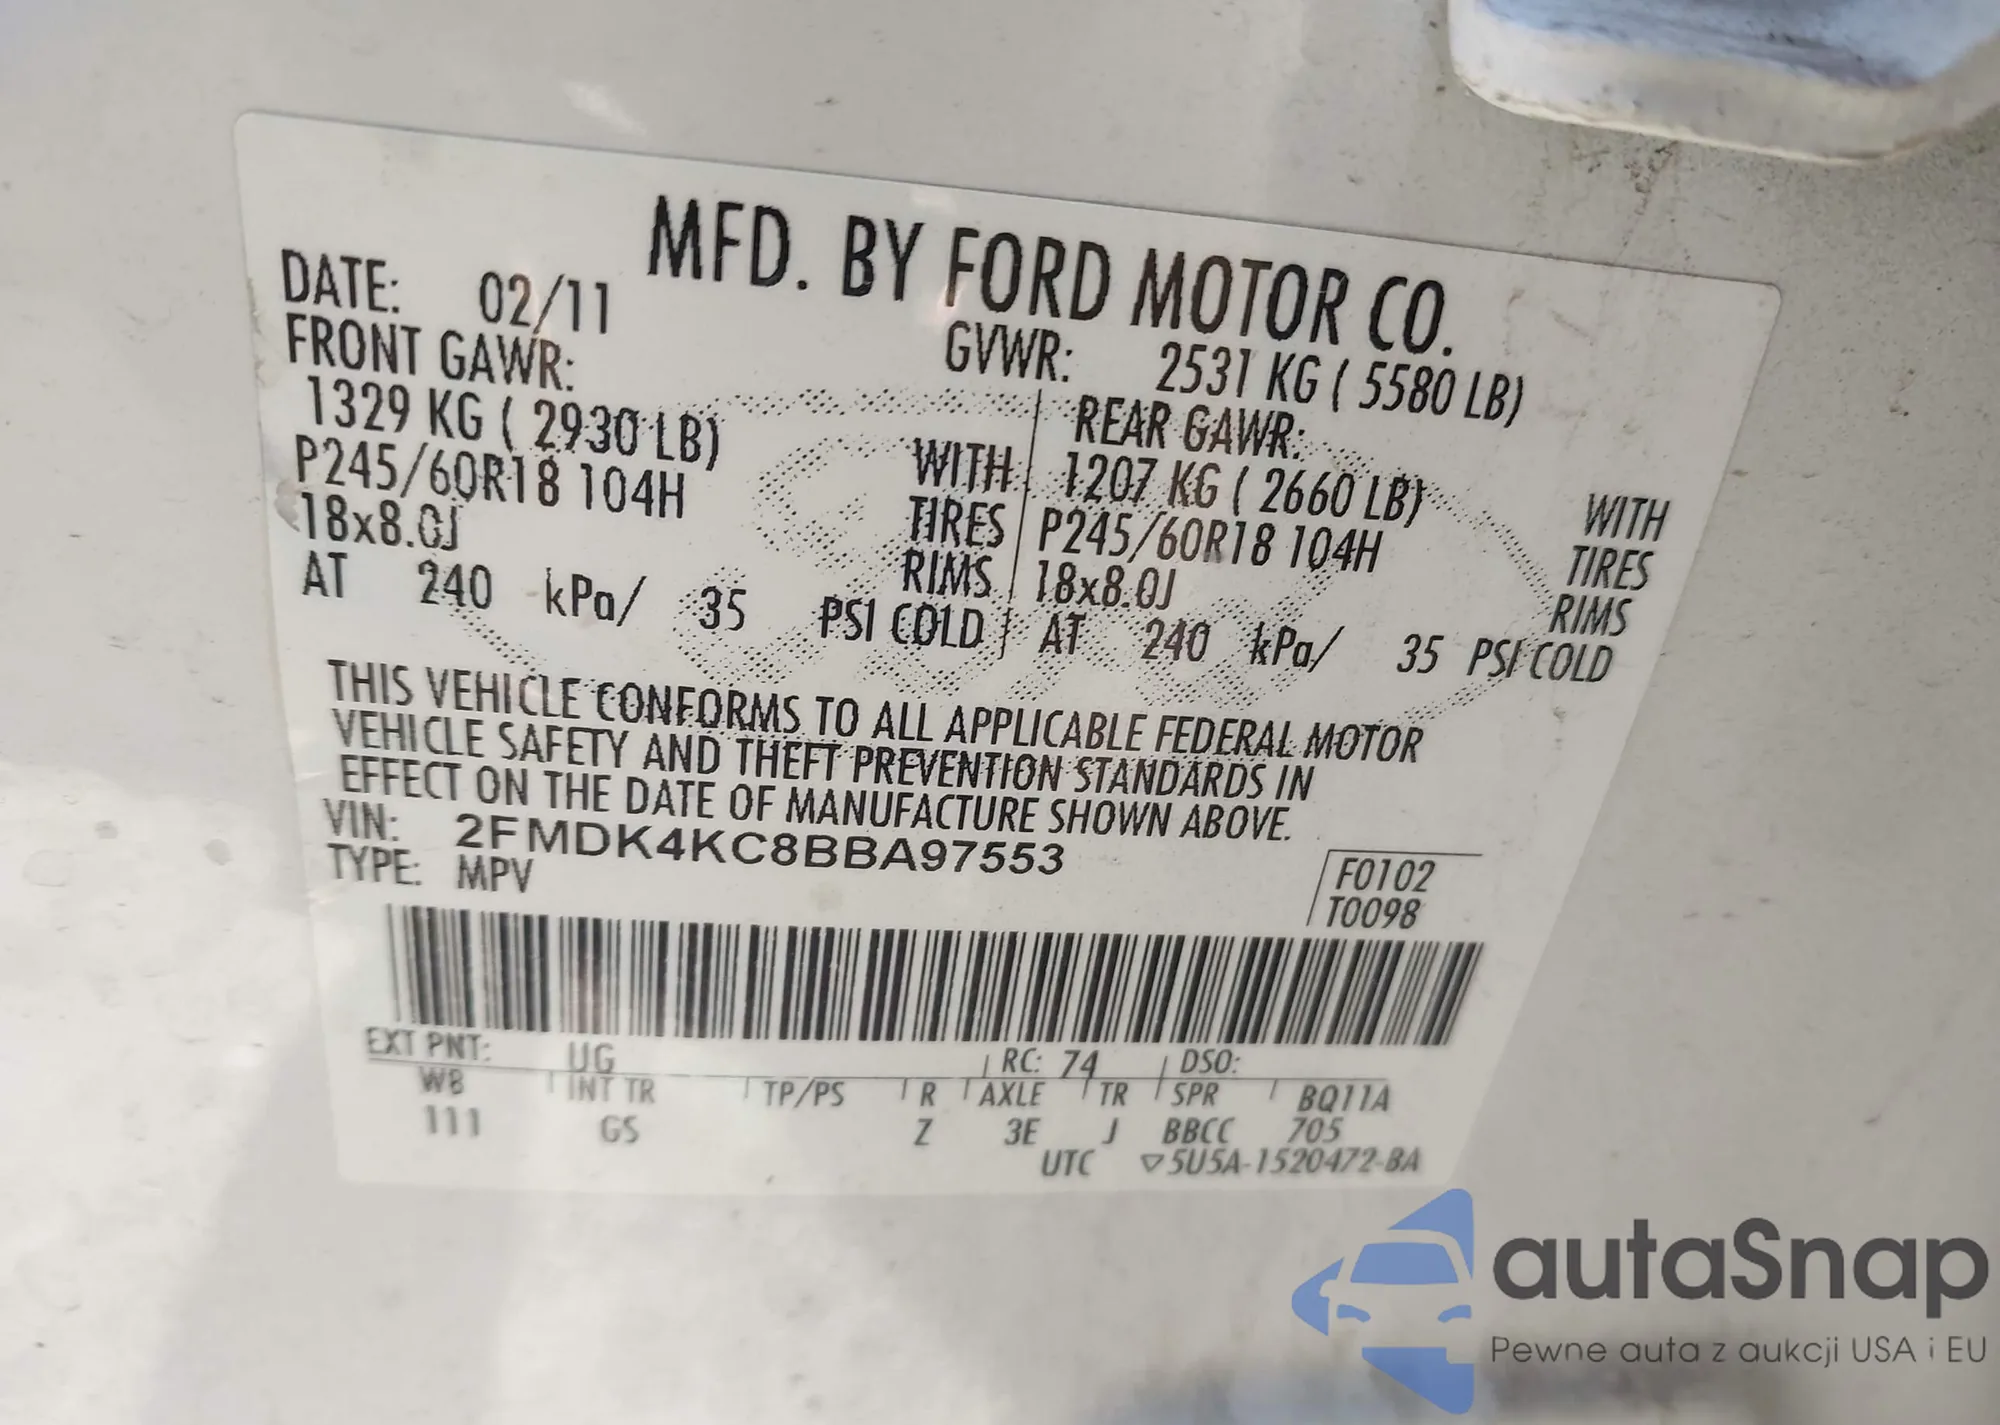 MFD. BY FORD MOTOR CO.
DATE: 02/11 GVWR: 2531 KG ( 5580 LB)
FRONT GAWR: REAR GAWR:
1329 KG ( 2930 LB) WITH 1207 KG ( 2660 LB) WITH
P245/60R18 104H TIRES P245/60R18 104H TIRES
18x8.0J RIMS 18x8.0J RIMS
AT 240 kPa/ 35 PSI COLD AT 240 kPa/ 35 PSI COLD
THIS VEHICLE CONFORMS TO ALL APPLICABLE FEDERAL MOTOR
VEHICLE SAFETY AND THEFT PREVENTION STANDARDS IN
EFFECT ON THE DATE OF MANUFACTURE SHOWN ABOVE.
VIN: 2FMDK4KC8BBA97553
TYPE: MPV
F0102
T0098
EXT PNT: UG RC: 74 DSO:
W8 INT TR TP/PS R AXLE TR SPR BQ11A
111 GS Z 3E J BBCC 705
UTC ▽5U5A-1520472-BA
autaSnap
Pewne auta z aukcji USA i EU